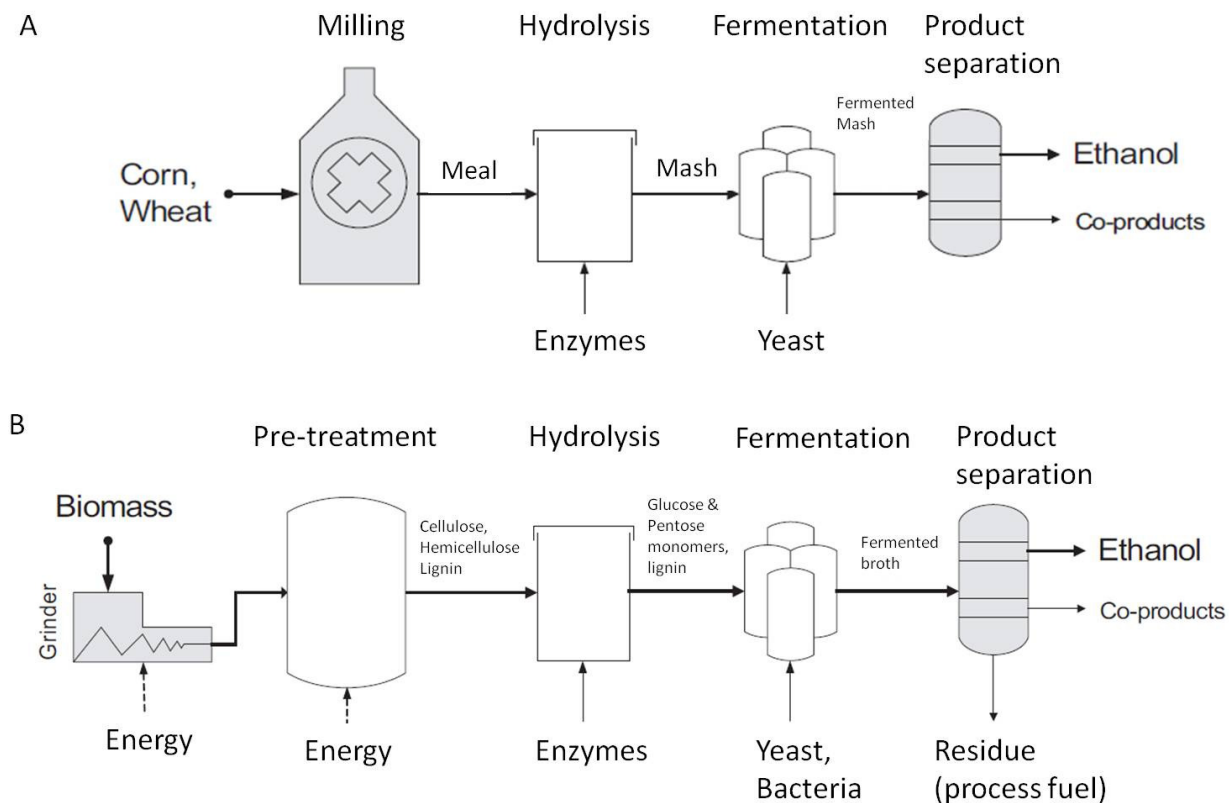 A
Milling
Hydrolysis
Fermentation
Product
separation
Fermented
Mash
Corn,
Wheat
Meal
Mash
Ethanol
Co-products
Enzymes
Yeast
B
Pre-treatment
Hydrolysis
Fermentation
Product
separation
Biomass
Grinder
Cellulose,
Hemicellulose
Lignin
Glucose &
Pentose
monomers,
lignin
Fermented
broth
Ethanol
Co-products
Energy
Energy
Enzymes
Yeast,
Bacteria
Residue
(process fuel)